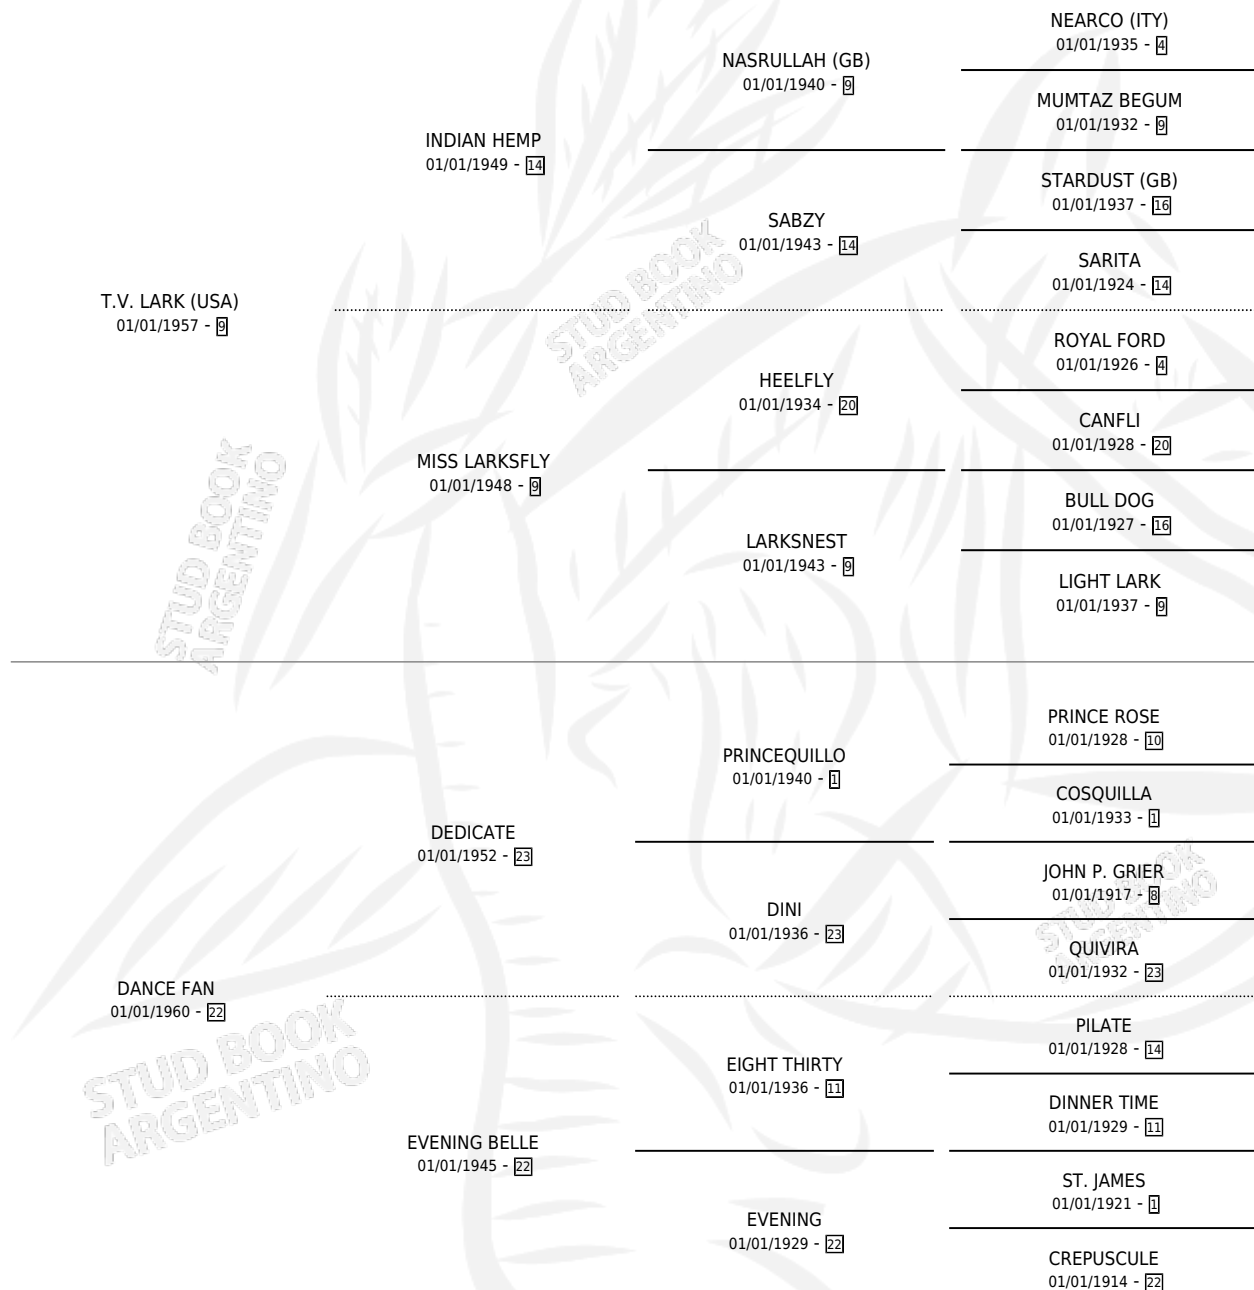 NEARCO (ITY)
01/01/1935 - 4
NASRULLAH (GB)
01/01/1940 - 9
MUMTAZ BEGUM
01/01/1932 - 9
INDIAN HEMP
01/01/1949 - 14
STARDUST (GB)
01/01/1937 - 16
SABZY
01/01/1943 - 14
SARITA
01/01/1924 - 14
T.V. LARK (USA)
01/01/1957 - 9
ROYAL FORD
01/01/1926 - 4
HEELFLY
01/01/1934 - 20
CANFLI
01/01/1928 - 20
MISS LARKSFLY
01/01/1948 - 9
BULL DOG
01/01/1927 - 16
LARKSNEST
01/01/1943 - 9
LIGHT LARK
01/01/1937 - 9
PRINCE ROSE
01/01/1928 - 10
PRINCEQUILLO
01/01/1940 - 1
COSQUILLA
01/01/1933 - 1
DEDICATE
01/01/1952 - 23
JOHN P. GRIER
01/01/1917 - 8
DINI
01/01/1936 - 23
QUIVIRA
01/01/1932 - 23
DANCE FAN
01/01/1960 - 22
PILATE
01/01/1928 - 14
EIGHT THIRTY
01/01/1936 - 11
DINNER TIME
01/01/1929 - 11
EVENING BELLE
01/01/1945 - 22
ST. JAMES
01/01/1921 - 1
EVENING
01/01/1929 - 22
CREPUSCULE
01/01/1914 - 22
STUD BOOK
ARGENTINO
STUD BOOK
ARGENTINO
STUD BOOK
ARGENTINO
STUD BOOK
ARGENTINO